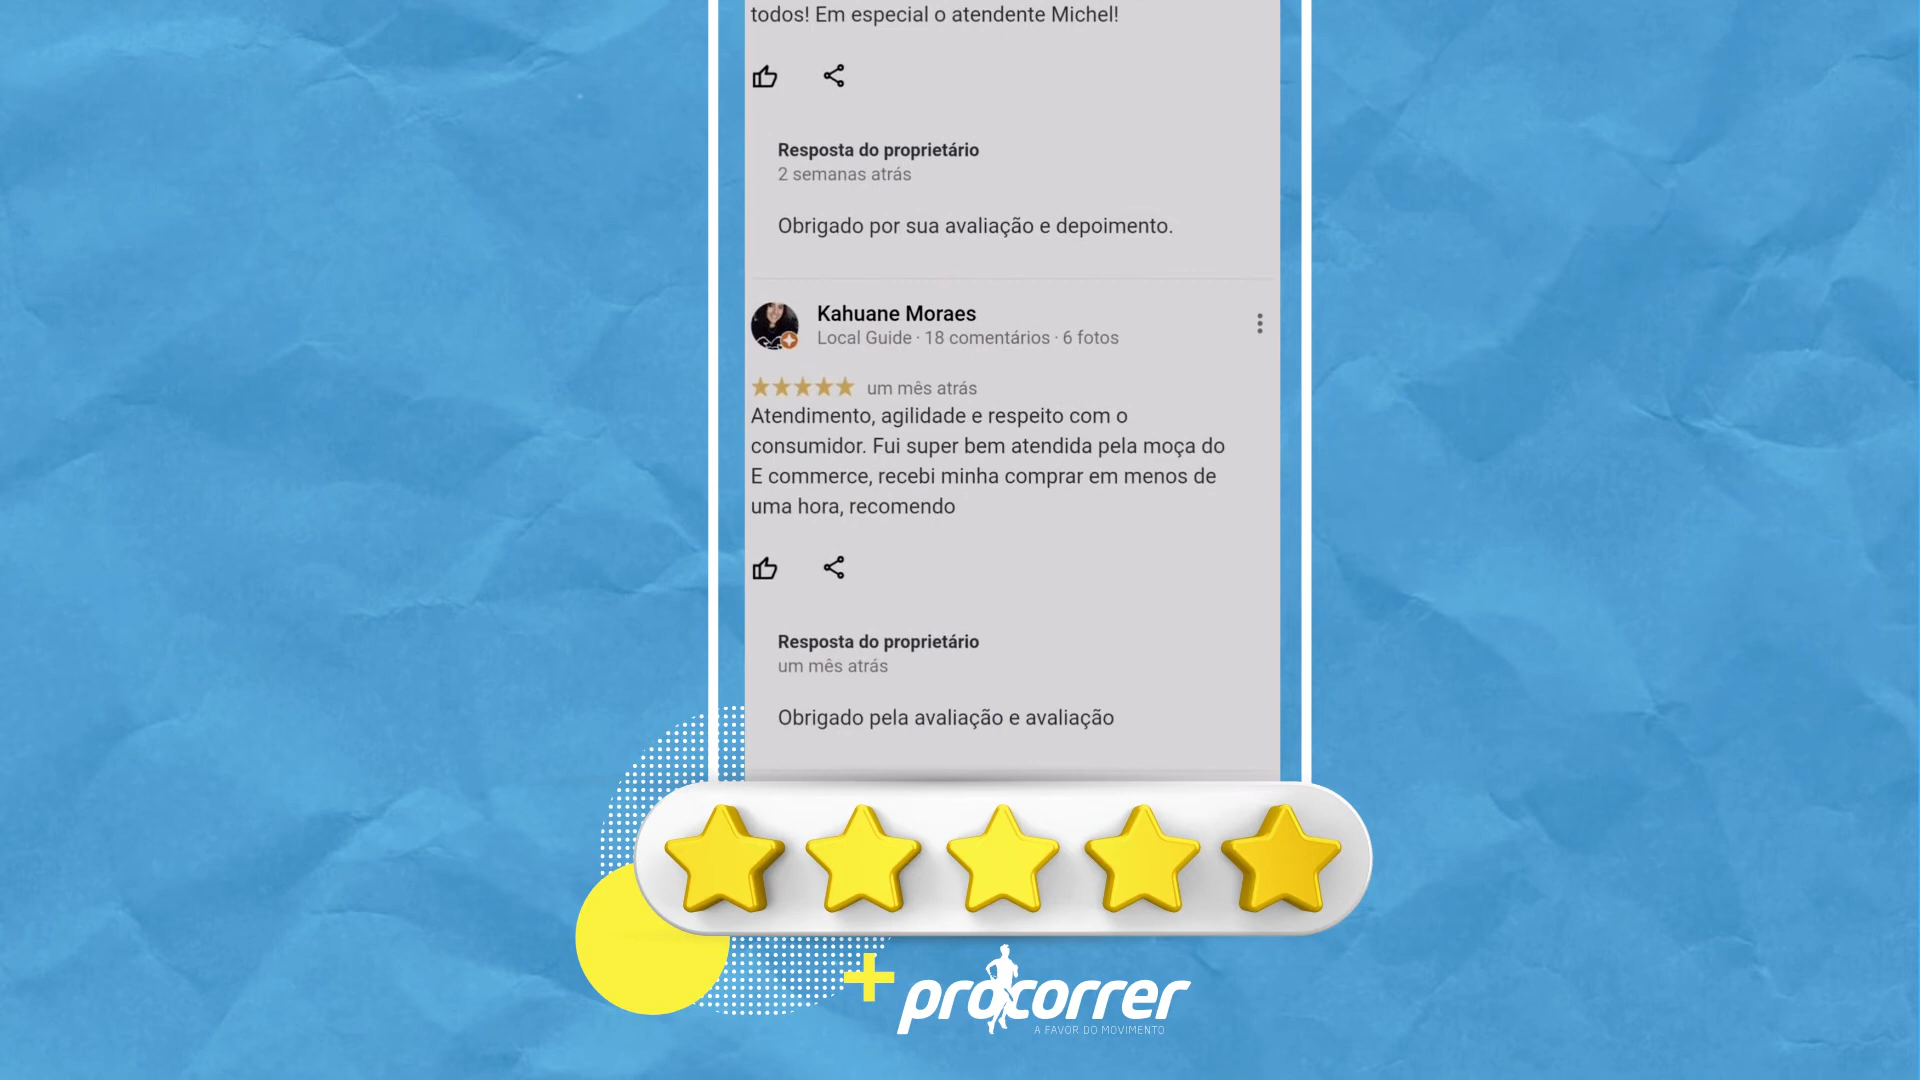 todos! Em especial o atendente Michel!
Resposta do proprietário
2 semanas atrás
Obrigado por sua avaliação e depoimento.
Kahuane Moraes
Local Guide · 18 comentários · 6 fotos
um mês atrás
Atendimento, agilidade e respeito com o
consumidor. Fui super bem atendida pela moça do
E commerce, recebi minha comprar em menos de
uma hora, recomendo
Resposta do proprietário
um mês atrás
Obrigado pela avaliação e avaliação
procorrer
A FAVOR DO MOVIMENTO